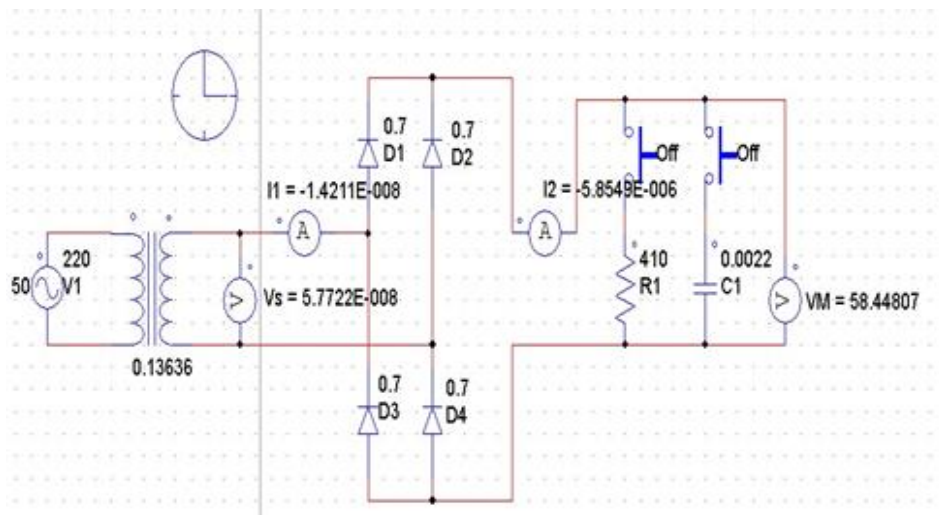 0.7
D1
0.7
D2
Off
Off
I1 = -1.4211E-008
I2 = -5.8549E-006
A
A
220
50
V1
V
Vs = 5.7722E-008
410
R1
0.0022
C1
V
VM = 58.44807
0.13636
0.7
D3
0.7
D4